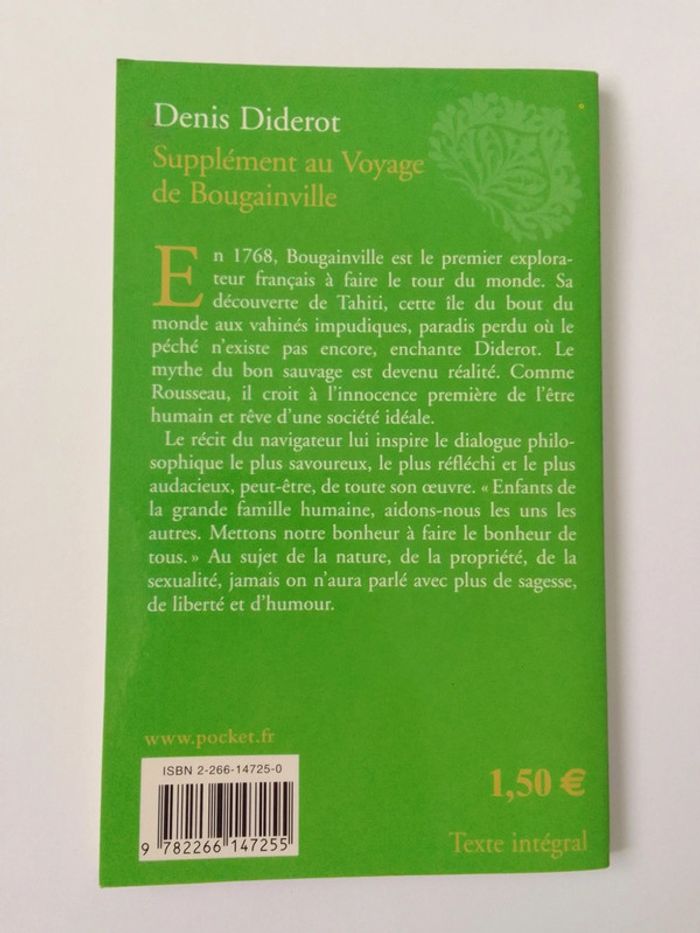 Denis Diderot
Supplément au Voyage
de Bougainville
En 1768, Bougainville est le premier explora-
teur français à faire le tour du monde. Sa
découverte de Tahiti, cette île du bout du
monde aux vahinés impudiques, paradis perdu où le
péché n'existe pas encore, enchante Diderot. Le
mythe du bon sauvage est devenu réalité. Comme
Rousseau, il croit à l'innocence première de l'être
humain et rêve d'une société idéale.
Le récit du navigateur lui inspire le dialogue philo-
sophique le plus savoureux, le plus réfléchi et le plus
audacieux, peut-être, de toute son œuvre. « Enfants de
la grande famille humaine, aidons-nous les uns les
autres. Mettons notre bonheur à faire le bonheur de
tous. » Au sujet de la nature, de la propriété, de la
sexualité, jamais on n'aura parlé avec plus de sagesse,
de liberté et d'humour.
www.pocket.fr
ISBN 2-266-14725-0
9 782266 147255
1,50 €
Texte intégral